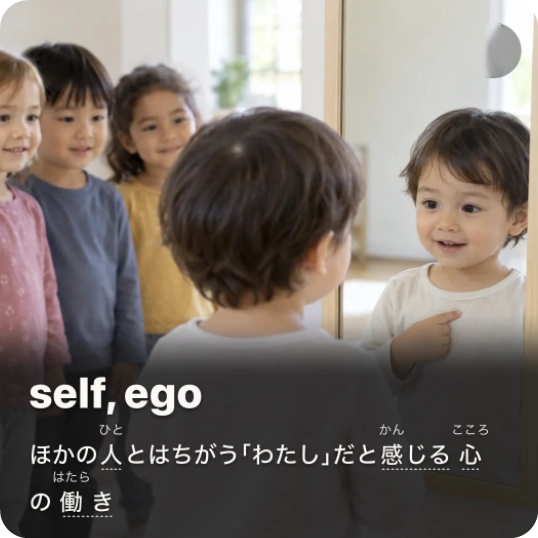 self, ego
ひと かん こころ
ほかの人とはちがう「わたし」だと感じる 心
はたら
の 働 き